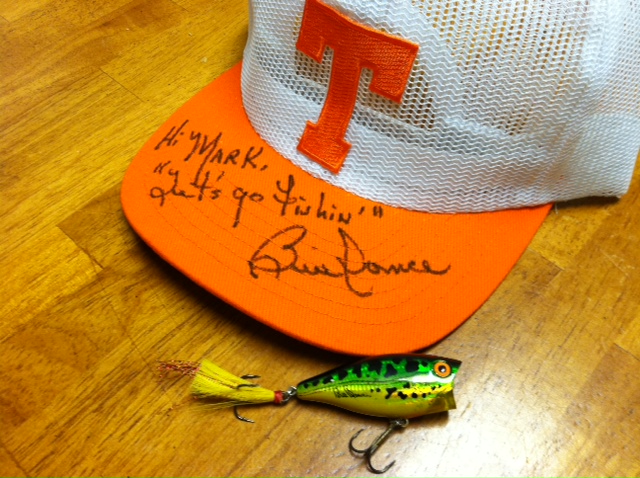 T
Hi MARK,
"Let's go Fishin'"
Bill Dance